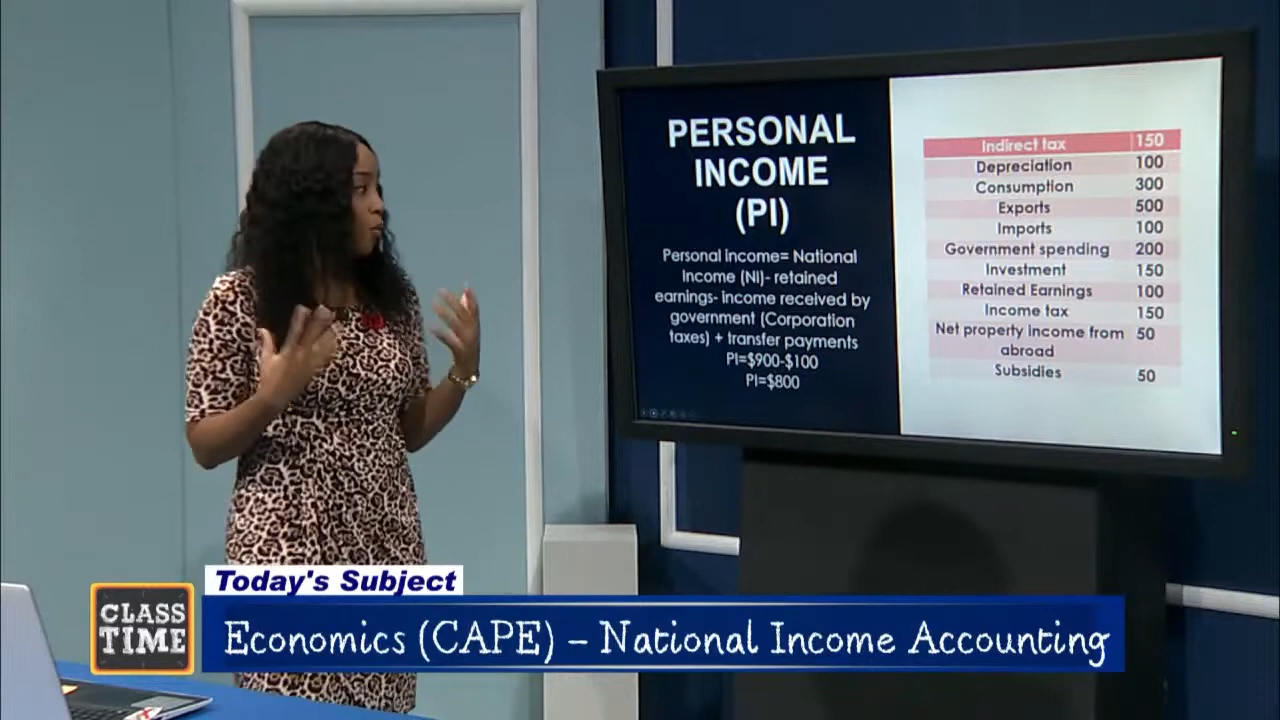 PERSONAL
INCOME
(PI)
Personal income= National
Income (NI)- retained
earnings- income received by
government (Corporation
taxes) + transfer payments
PI=$900-$100
PI=$800
Indirect tax 150
Depreciation 100
Consumption 300
Exports 500
Imports 100
Government spending 200
Investment 150
Retained Earnings 100
Income tax 150
Net property income from 50
abroad
Subsidies 50
Today's Subject
CLASS
TIME
Economics (CAPE) – National Income Accounting